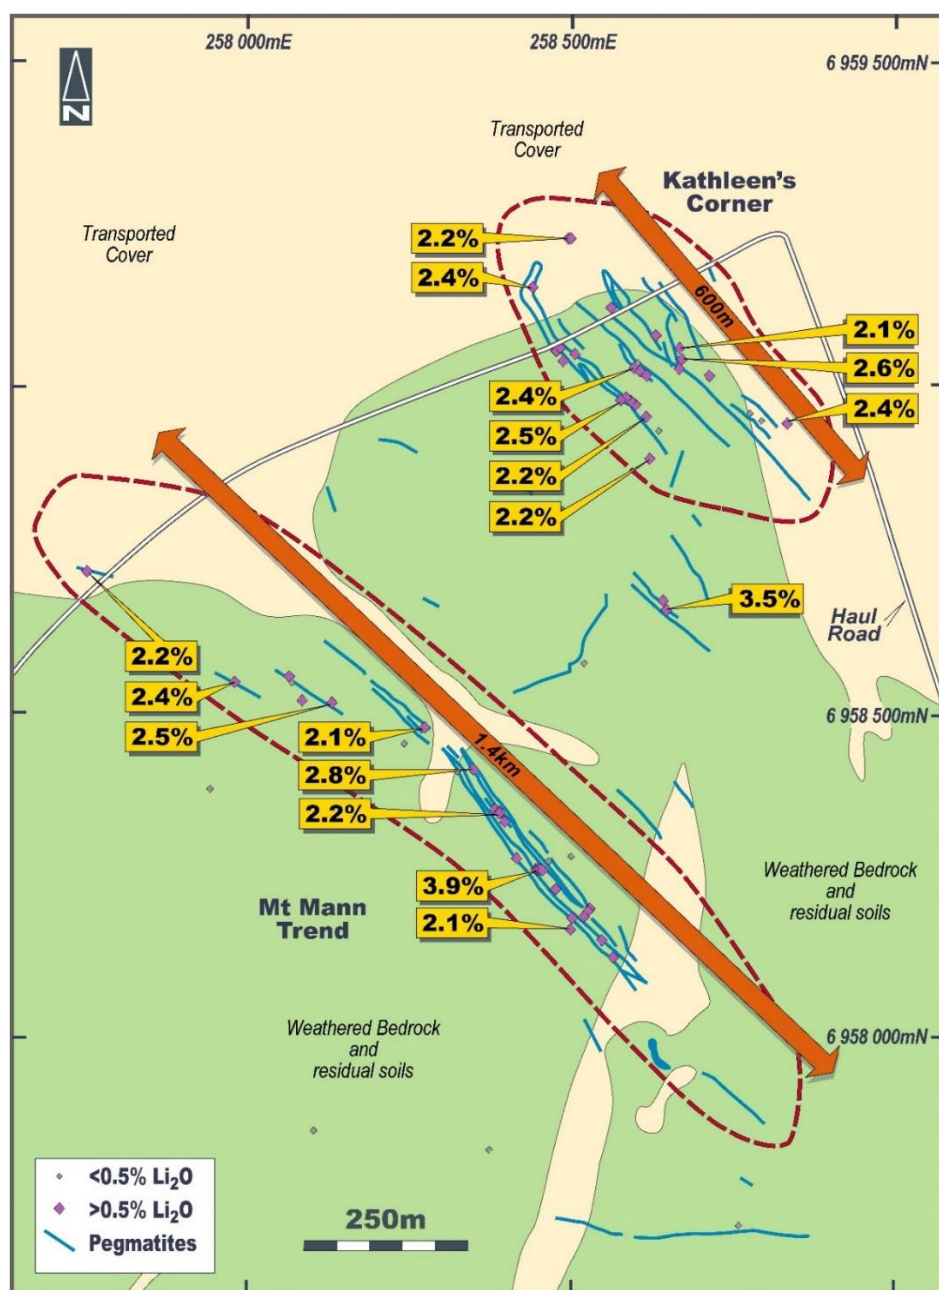 258 000mE
258 500mE
6 959 500mN
N
Transported
Cover
Kathleen's
Corner
Transported
Cover
2.2%
2.4%
600m
2.1%
2.6%
2.4%
2.4%
2.5%
2.2%
2.2%
3.5%
Haul
Road
2.2%
2.4%
2.5%
6 958 500mN
2.1%
1.4km
2.8%
2.2%
3.9%
2.1%
Mt Mann
Trend
Weathered Bedrock
and
residual soils
Weathered Bedrock
and
residual soils
6 958 000mN
<0.5% Li₂O
>0.5% Li₂O
Pegmatites
250m